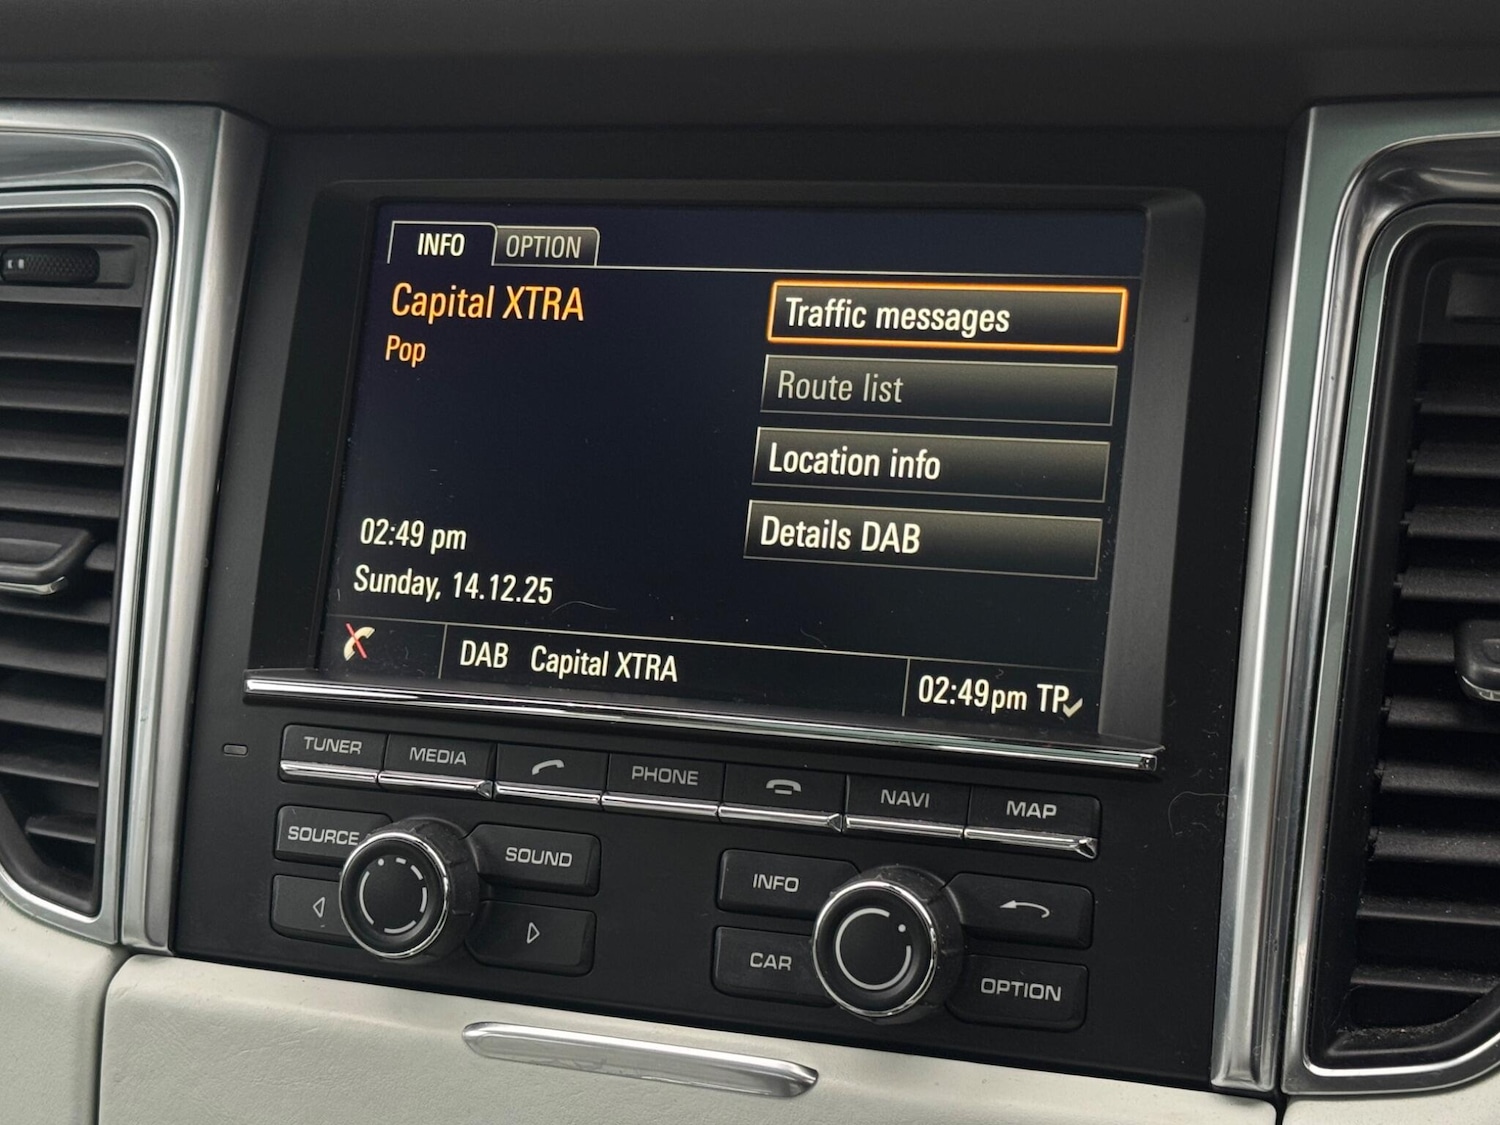 INFO OPTION
Capital XTRA
Pop
Traffic messages
Route list
Location info
Details DAB
02:49 pm
Sunday, 14.12.25
DAB Capital XTRA 02:49pm TP
TUNER MEDIA PHONE NAVI MAP
SOURCE SOUND
INFO
CAR OPTION